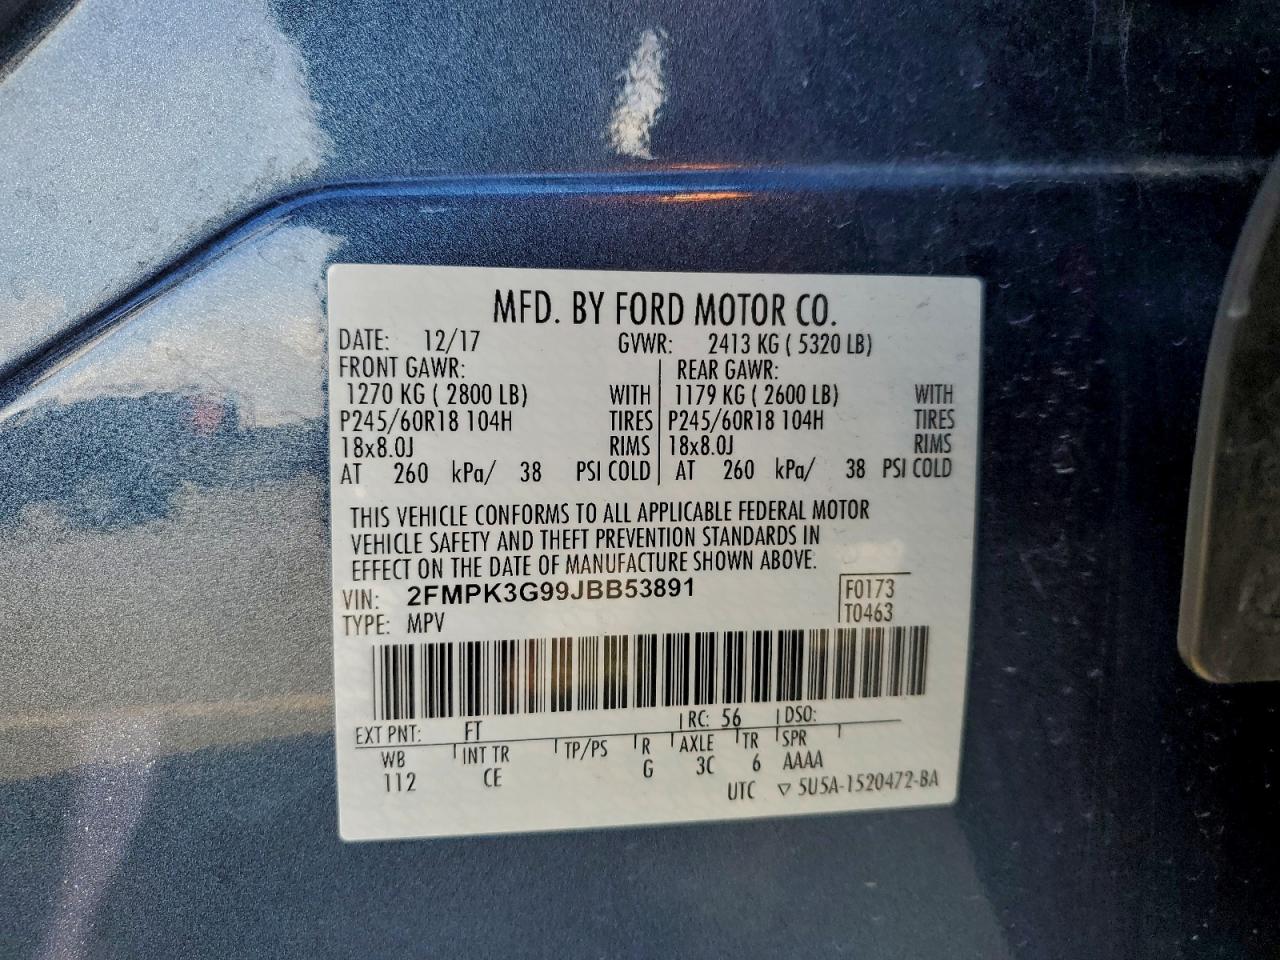 MFD. BY FORD MOTOR CO.
DATE: 12/17 GVWR: 2413 KG ( 5320 LB)
FRONT GAWR: REAR GAWR:
1270 KG ( 2800 LB) WITH 1179 KG ( 2600 LB) WITH
P245/60R18 104H TIRES P245/60R18 104H TIRES
18x8.0J RIMS 18x8.0J RIMS
AT 260 kPa/ 38 PSI COLD AT 260 kPa/ 38 PSI COLD
THIS VEHICLE CONFORMS TO ALL APPLICABLE FEDERAL MOTOR
VEHICLE SAFETY AND THEFT PREVENTION STANDARDS IN
EFFECT ON THE DATE OF MANUFACTURE SHOWN ABOVE.
VIN: 2FMPK3G99JBB53891 F0173
TYPE: MPV T0463
EXT PNT: FT RC: 56 DSO:
WB INT TR TP/PS R AXLE TR SPR
112 CE G 3C 6 AAAA
UTC ▽ 5U5A-1520472-BA